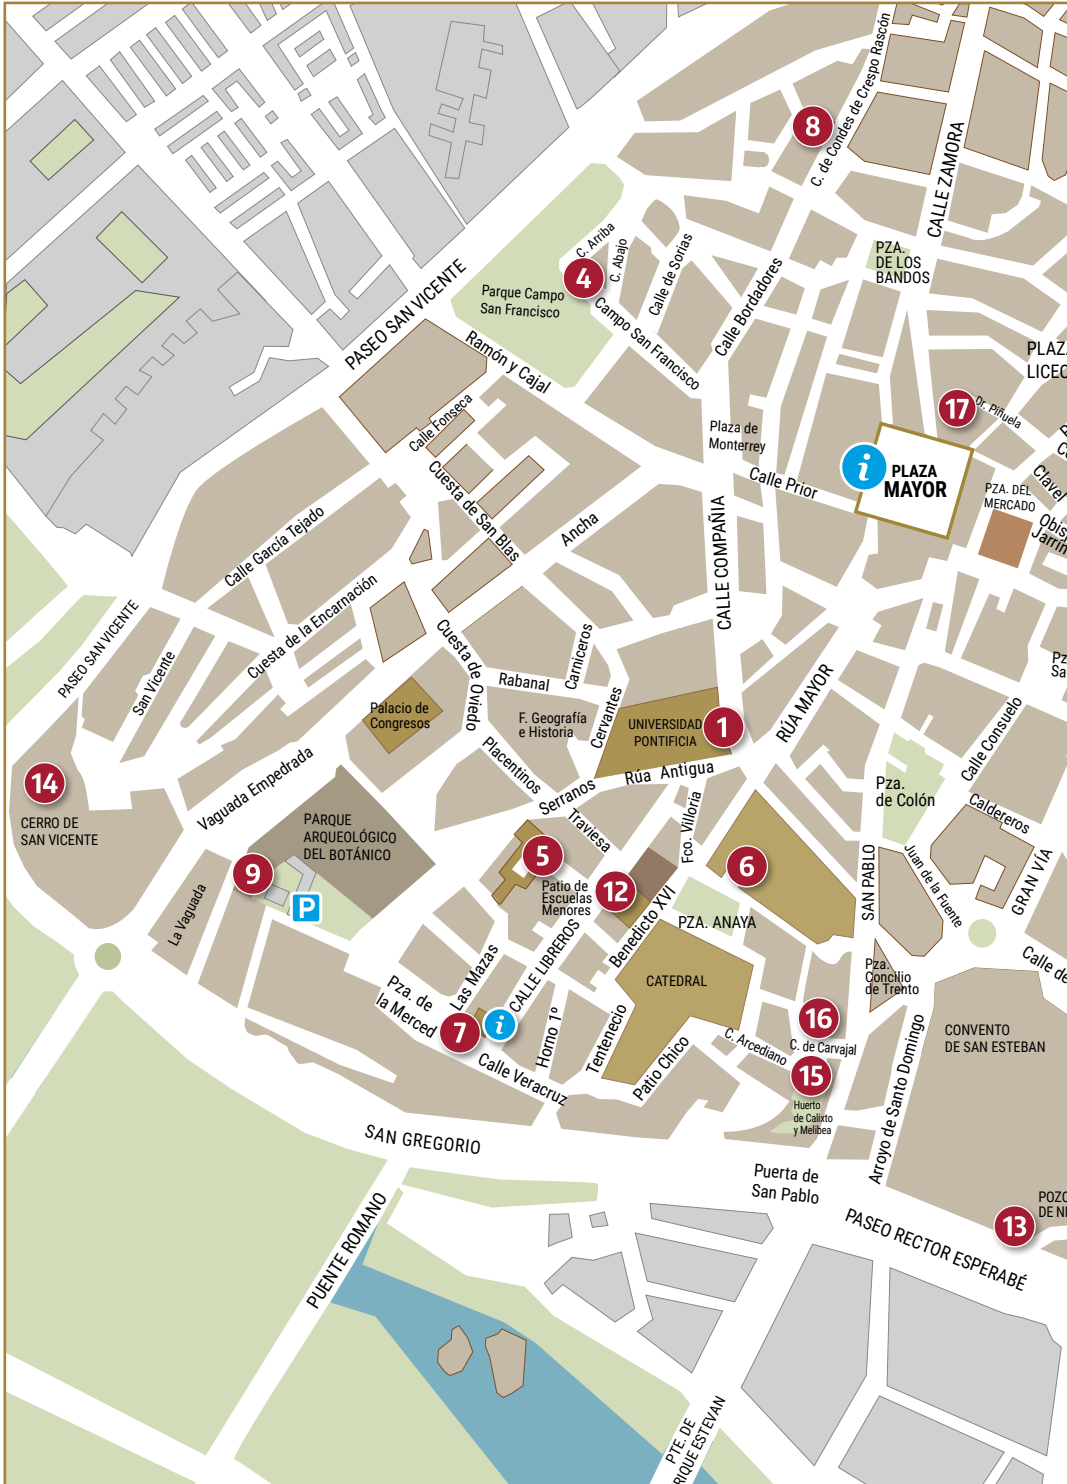 C. de Condes de Crespo Rascón
8
CALLE ZAMORA
C. Arriba
C. Abajo
Calle de Sorias
PZA.
DE LOS
BANDOS
4
PASEO SAN VICENTE
Parque Campo
San Francisco
Campo San Francisco
Calle Bordadores
Ramón y Cajal
LICEO
17
Dr. Piñuela
Calle Fonseca
Plaza de
Monterrey
i
PLAZA
MAYOR
Calle Prior
Clavel
PZA. DEL
MERCADO
Cuesta de San Blas
Ancha
Calle García Tejado
CALLE COMPAÑIA
Jarrín
Cuesta de la Encarnación
PASEO SAN VICENTE
San Vicente
Cuesta de Oviedo
Rabanal
Carniceros
Cervantes
RÚA MAYOR
Palacio de
Congresos
F. Geografía
e Historia
UNIVERSIDAD
PONTIFICIA
1
Calle Consuelo
Placentinos
Rúa Antigua
Serranos
14
CERRO DE
SAN VICENTE
Vaguada Empedrada
PARQUE
ARQUEOLÓGICO
DEL BOTÁNICO
Traviesa
Fco. Villoria
Pza.
de Colón
Caldereros
5
6
9
P
La Vaguada
Patio de
Escuelas
Menores
12
SAN PABLO
Juan de la Fuente
GRAN VÍA
Benedicto XVI
PZA. ANAYA
Calle de
Las Mazas
CALLE LIBREROS
CATEDRAL
Pza.
Concilio
de Trento
Pza. de
la Merced
7
i
Horno 1º
Tentenecio
Patio Chico
16
C. de Carvajal
C. Arcediano
15
CONVENTO
DE SAN ESTEBAN
Arroyo de Santo Domingo
Calle Veracruz
Huerto
de Calixto
y Melibea
SAN GREGORIO
Puerta de
San Pablo
13
PASEO RECTOR ESPERABÉ
PUENTE ROMANO
PTE. DE